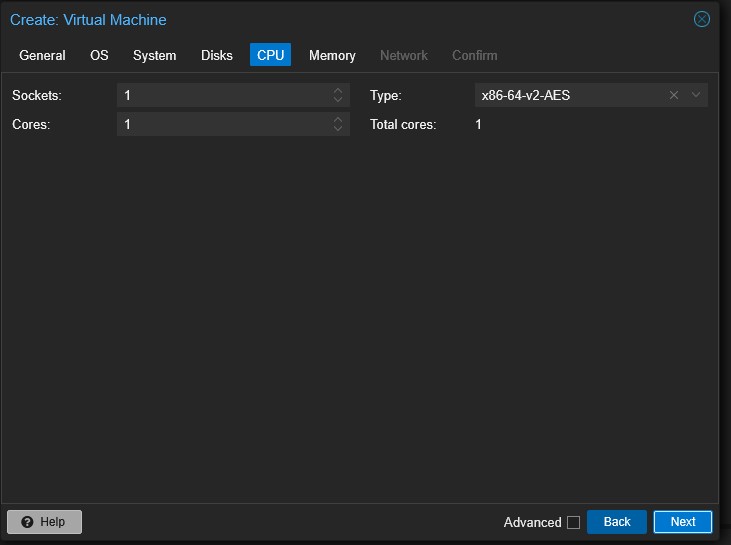 Create: Virtual Machine
General OS System Disks CPU Memory Network Confirm
Sockets: 1 Type: x86-64-v2-AES
Cores: 1 Total cores: 1
Help Advanced Back Next